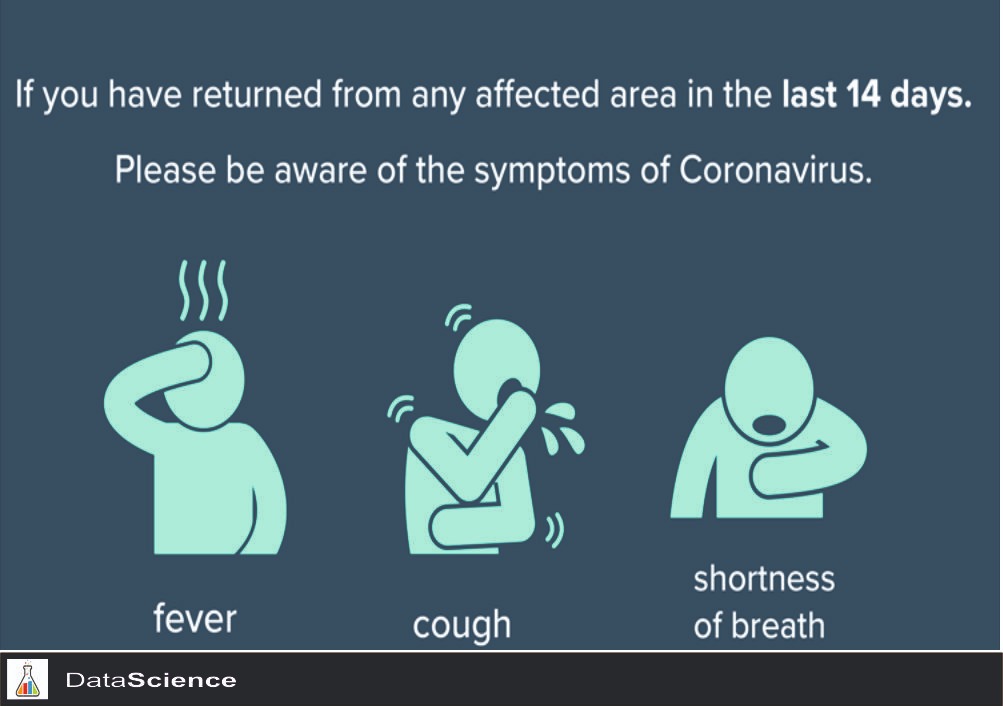 If you have returned from any affected area in the last 14 days.
Please be aware of the symptoms of Coronavirus.
fever
cough
shortness
of breath
DataScience